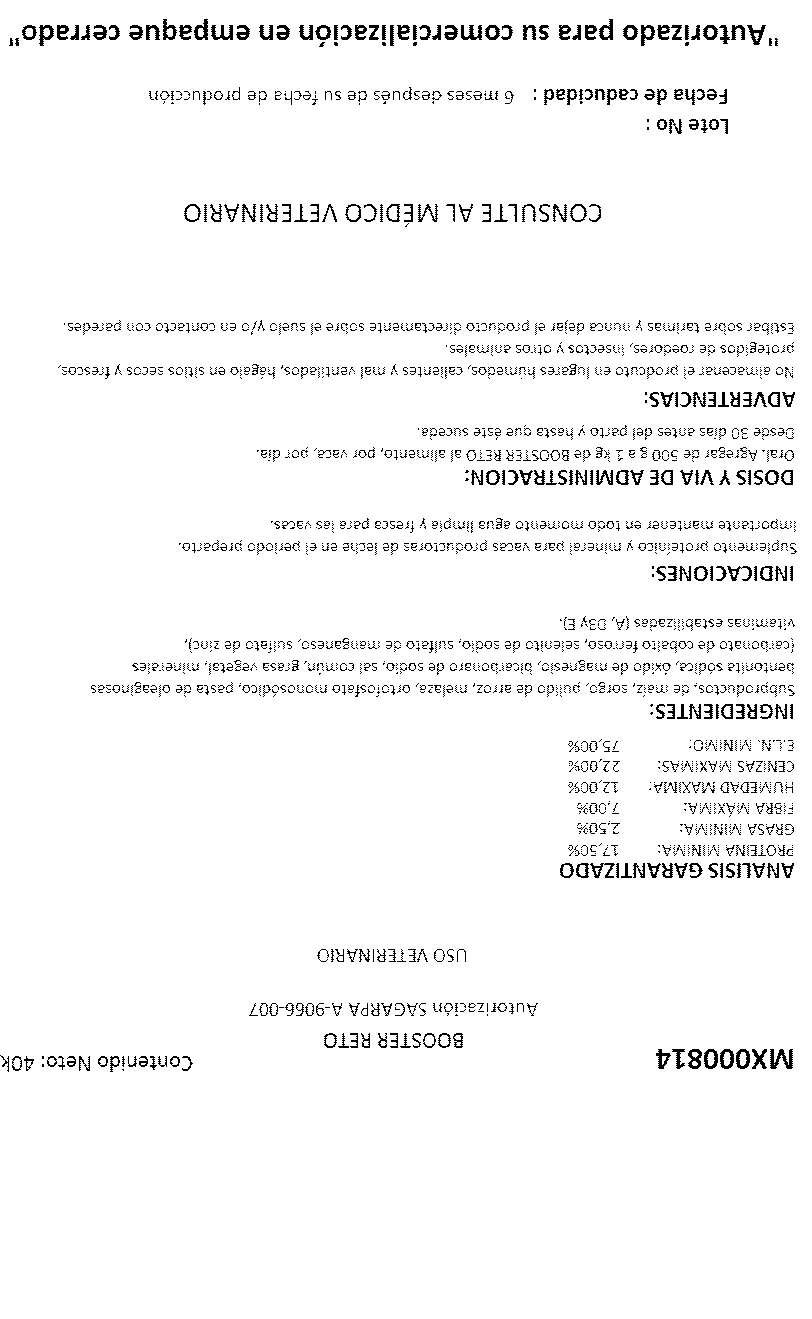 MX000814
Contenido Neto: 40k
BOOSTER RETO
Autorización SAGARPA A-9066-007
USO VETERINARIO
ANALISIS GARANTIZADO
PROTEINA MINIMA: 17,50%
GRASA MINIMA: 2,50%
FIBRA MÁXIMA: 7,00%
HUMEDAD MAXIMA: 12,00%
CENIZAS MAXIMAS: 22,00%
E.L.N. MINIMO: 75,00%
INGREDIENTES:
Subproductos, de maiz, sorgo, pulido de arroz, melaza, ortofosfato monosódico, pasta de oleaginosas
bentonita sódica, óxido de magnesio, bicarbonaro de sodio, sal común, grasa vegetal, minerales
(carbonato de cobalto ferroso, selenito de sodio, sulfato de manganeso, sulfato de zinc),
vitaminas estabilizadas (A, D3y E).
INDICACIONES:
Suplemento proteínico y mineral para vacas productoras de leche en el periodo preparto.
Importante mantener en todo momento agua limpia y fresca para las vacas.
DOSIS Y VIA DE ADMINISTRACION:
Oral. Agregar de 500 g a 1 kg de BOOSTER RETO al alimento, por vaca, por día.
Desde 30 días antes del parto y hasta que éste suceda.
ADVERTENCIAS:
No almacenar el prodcuto en lugares húmedos, calientes y mal ventilados, hágalo en sitios secos y frescos,
protegidos de roedores, insectos y otros animales.
Estibar sobre tarimas y nunca dejar el producto directamente sobre el suelo y/o en contacto con paredes.
CONSULTE AL MÉDICO VETERINARIO
Lote No :
Fecha de caducidad : 6 meses después de su fecha de producción
"Autorizado para su comercialización en empaque cerrado"